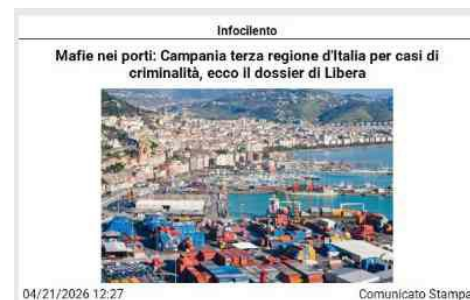 Infocilento
Mafie nei porti: Campania terza regione d'Italia per casi di
criminalità, ecco il dossier di Libera
04/21/2026 12:27
Comunicato Stampa